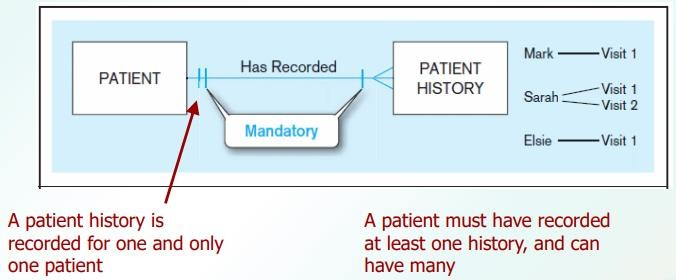 PATIENT
Has Recorded
PATIENT
HISTORY
Mandatory
Mark Visit 1
Sarah Visit 1
Visit 2
Elsie Visit 1
A patient history is
recorded for one and only
one patient
A patient must have recorded
at least one history, and can
have many